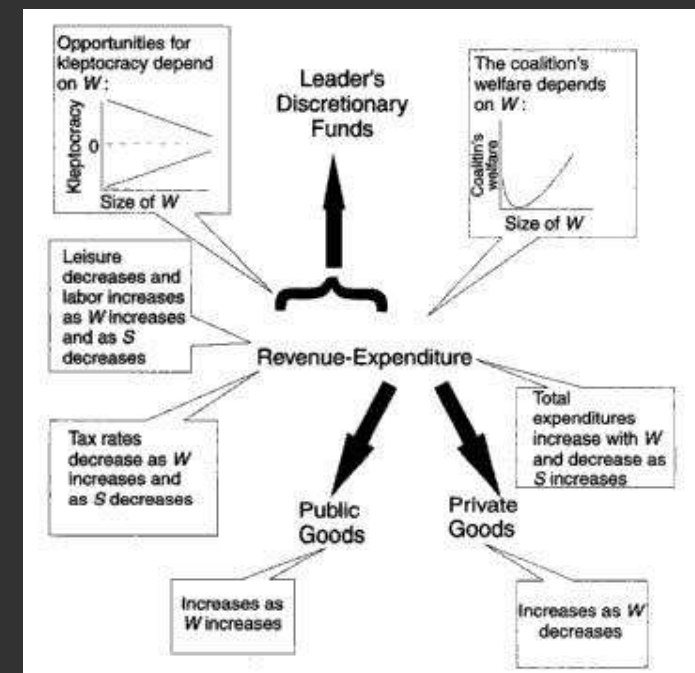 Opportunities for
kleptocracy depend
on W:
Kleptocracy
0
Size of W
Leader's
Discretionary
Funds
The coalition's
welfare depends
on W:
Coalitin's
welfare
Size of W
Leisure
decreases and
labor increases
as W increases
and as S
decreases
Revenue-Expenditure
Tax rates
decrease as W
increases and
as S decreases
Total
expenditures
increase with W
and decrease as
S increases
Public
Goods
Private
Goods
Increases as
W increases
Increases as W
decreases